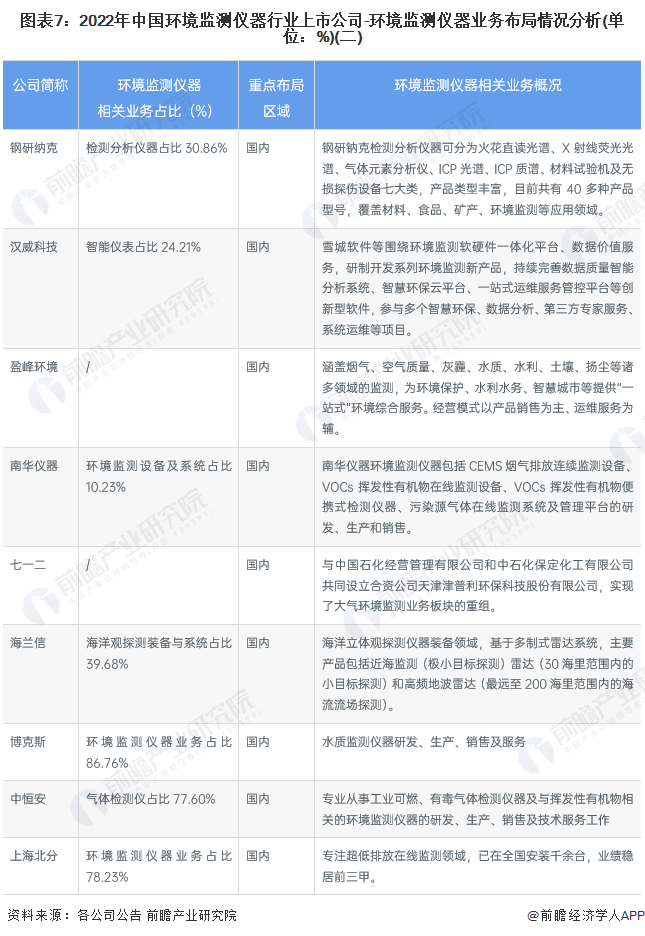 图表7：2022年中国环境监测仪器行业上市公司-环境监测仪器业务布局情况分析(单
位：%)(二)
公司简称
环境监测仪器
相关业务占比（%）
重点布局
区域
环境监测仪器相关业务概况
钢研纳克
检测分析仪器占比 30.86%
国内
钢研纳克检测分析仪器可分为火花直读光谱、X 射线荧光光
谱、气体元素分析仪、ICP 光谱、ICP 质谱、材料试验机及无
损探伤设备七大类，产品类型丰富，目前共有 40 多种产品
型号，覆盖材料、食品、矿产、环境监测等应用领域。
汉威科技
智能仪表占比 24.21%
国内
雪城软件等围绕环境监测软硬件一体化平台、数据价值服
务，研制开发系列环境监测新产品，持续完善数据质量智能
分析系统、智慧环保云平台、一站式运维服务管控平台等创
新型软件，参与多个智慧环保、数据分析、第三方专家服务、
系统运维等项目。
盈峰环境
/
国内
涵盖烟气、空气质量、灰霾、水质、水利、土壤、扬尘等诸
多领域的监测，为环境保护、水利水务、智慧城市等提供“一
站式”环境综合服务。经营模式以产品销售为主、运维服务为
辅。
南华仪器
环境监测设备及系统占比
10.23%
国内
南华仪器环境监测仪器包括 CEMS 烟气排放连续监测设备、
VOCs 挥发性有机物在线监测设备、VOCs 挥发性有机物便
携式检测仪器、污染源气体在线监测系统及管理平台的研
发、生产和销售。
七一二
/
国内
与中国石化经营管理有限公司和中石化保定化工有限公司
共同设立合资公司天津津普利环保科技股份有限公司，实现
了大气环境监测业务板块的重组。
海兰信
海洋观探测装备与系统占比
39.68%
国内
海洋立体观探测仪器装备领域，基于多制式雷达系统，主要
产品包括近海监测（极小目标探测）雷达（30 海里范围内的
小目标探测）和高频地波雷达（最远至 200 海里范围内的海
流流场探测）。
博克斯
环境监测仪器业务占比
86.76%
国内
水质监测仪器研发、生产、销售及服务
中恒安
气体检测仪占比 77.60%
国内
专业从事工业可燃、有毒气体检测仪器及与挥发性有机物相
关的环境监测仪器的研发、生产、销售及技术服务工作
上海北分
环境监测仪器业务占比
78.23%
国内
专注超低排放在线监测领域，已在全国安装千余台，业绩稳
居前三甲。
资料来源：各公司公告 前瞻产业研究院
@前瞻经济学人APP